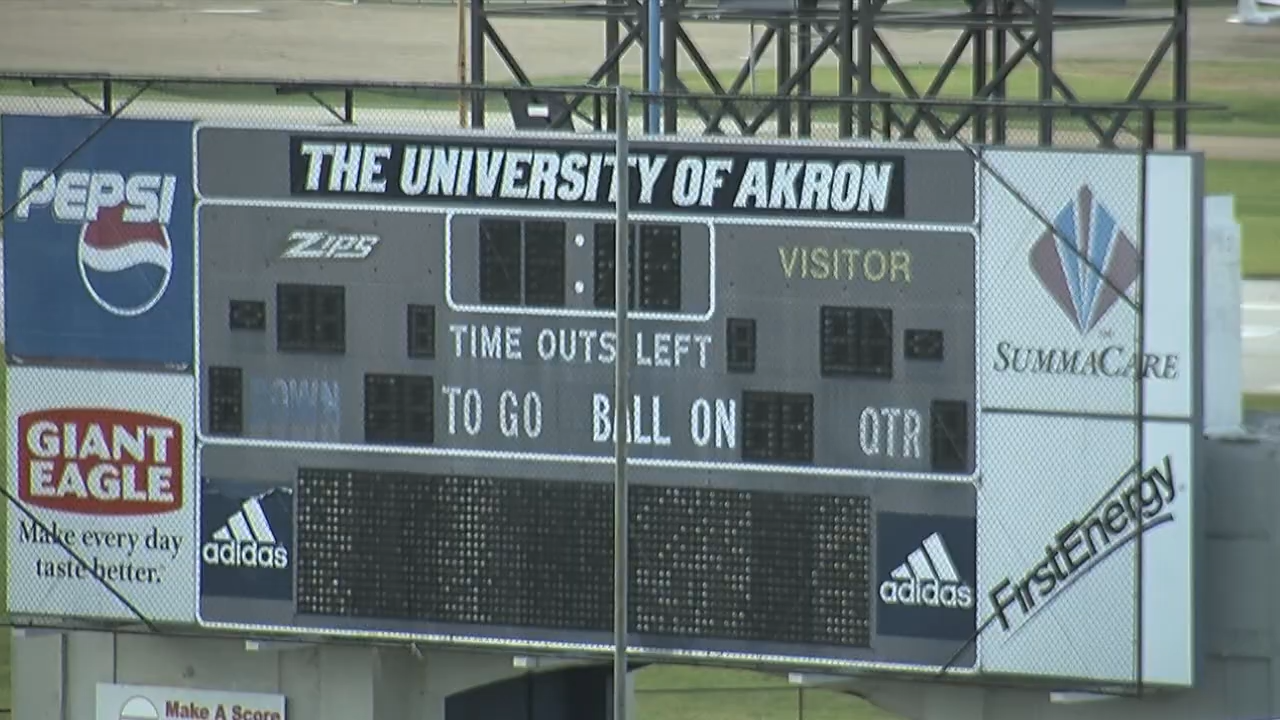 THE UNIVERSITY OF AKRON
PEPSI
ZIPS
:
VISITOR
TIME OUTS LEFT
DOWN
TO GO
BALL ON
QTR
SUMMACARE
GIANT
EAGLE
Make every day
taste better.
adidas
adidas
FIRSTENERGY
Make A Score